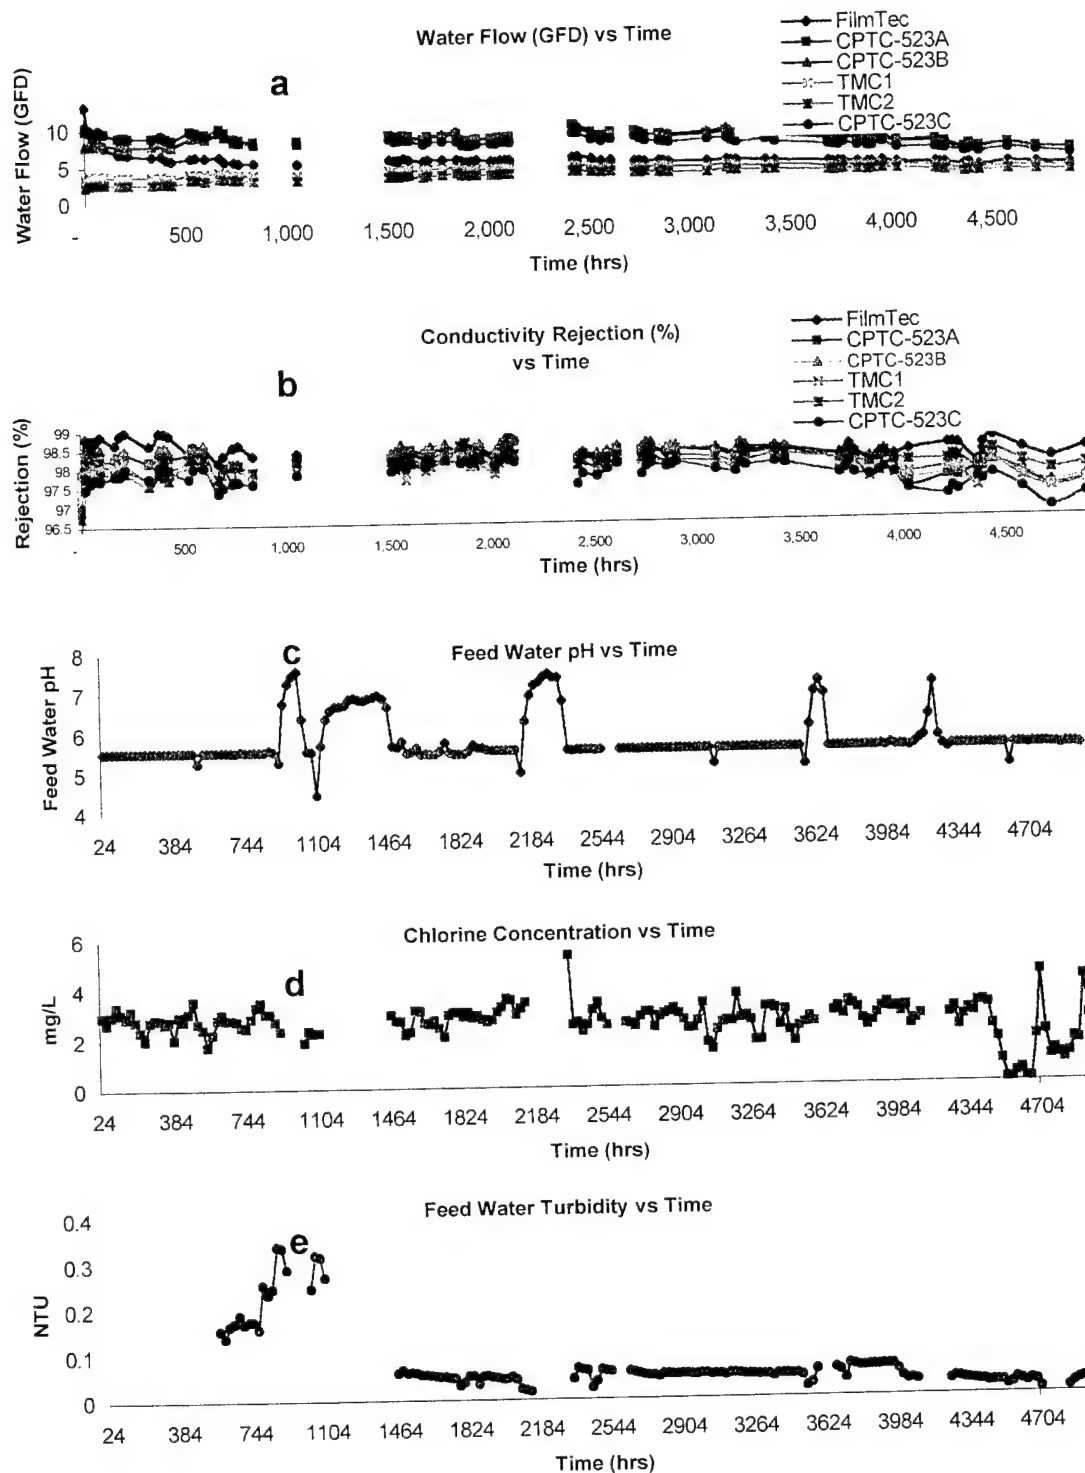 Water Flow (GFD) vs Time
FilmTec
CPTC-523A
CPTC-523B
TMC1
TMC2
CPTC-523C
a
Water Flow (GFD)
10
5
0
- 500 1,000 1,500 2,000 2,500 3,000 3,500 4,000 4,500
Time (hrs)
Conductivity Rejection (%)
vs Time
FilmTec
CPTC-523A
CPTC-523B
TMC1
TMC2
CPTC-523C
b
Rejection (%)
99
98.5
98
97.5
97
96.5
- 500 1,000 1,500 2,000 2,500 3,000 3,500 4,000 4,500
Time (hrs)
c
Feed Water pH vs Time
Feed Water pH
8
7
6
5
4
24 384 744 1104 1464 1824 2184 2544 2904 3264 3624 3984 4344 4704
Time (hrs)
Chlorine Concentration vs Time
d
mg/L
6
4
2
0
24 384 744 1104 1464 1824 2184 2544 2904 3264 3624 3984 4344 4704
Time (hrs)
Feed Water Turbidity vs Time
e
NTU
0.4
0.3
0.2
0.1
0
24 384 744 1104 1464 1824 2184 2544 2904 3264 3624 3984 4344 4704
Time (hrs)